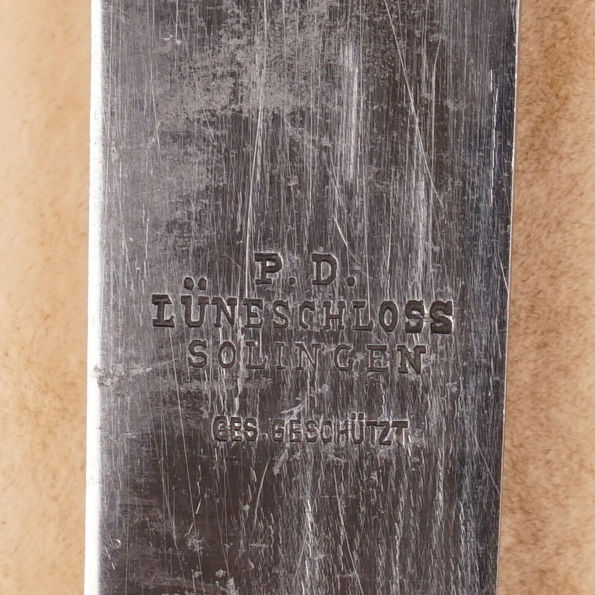 P. D.
LÜNESCHLOSS
SOLINGEN
GES. GESCHÜTZT